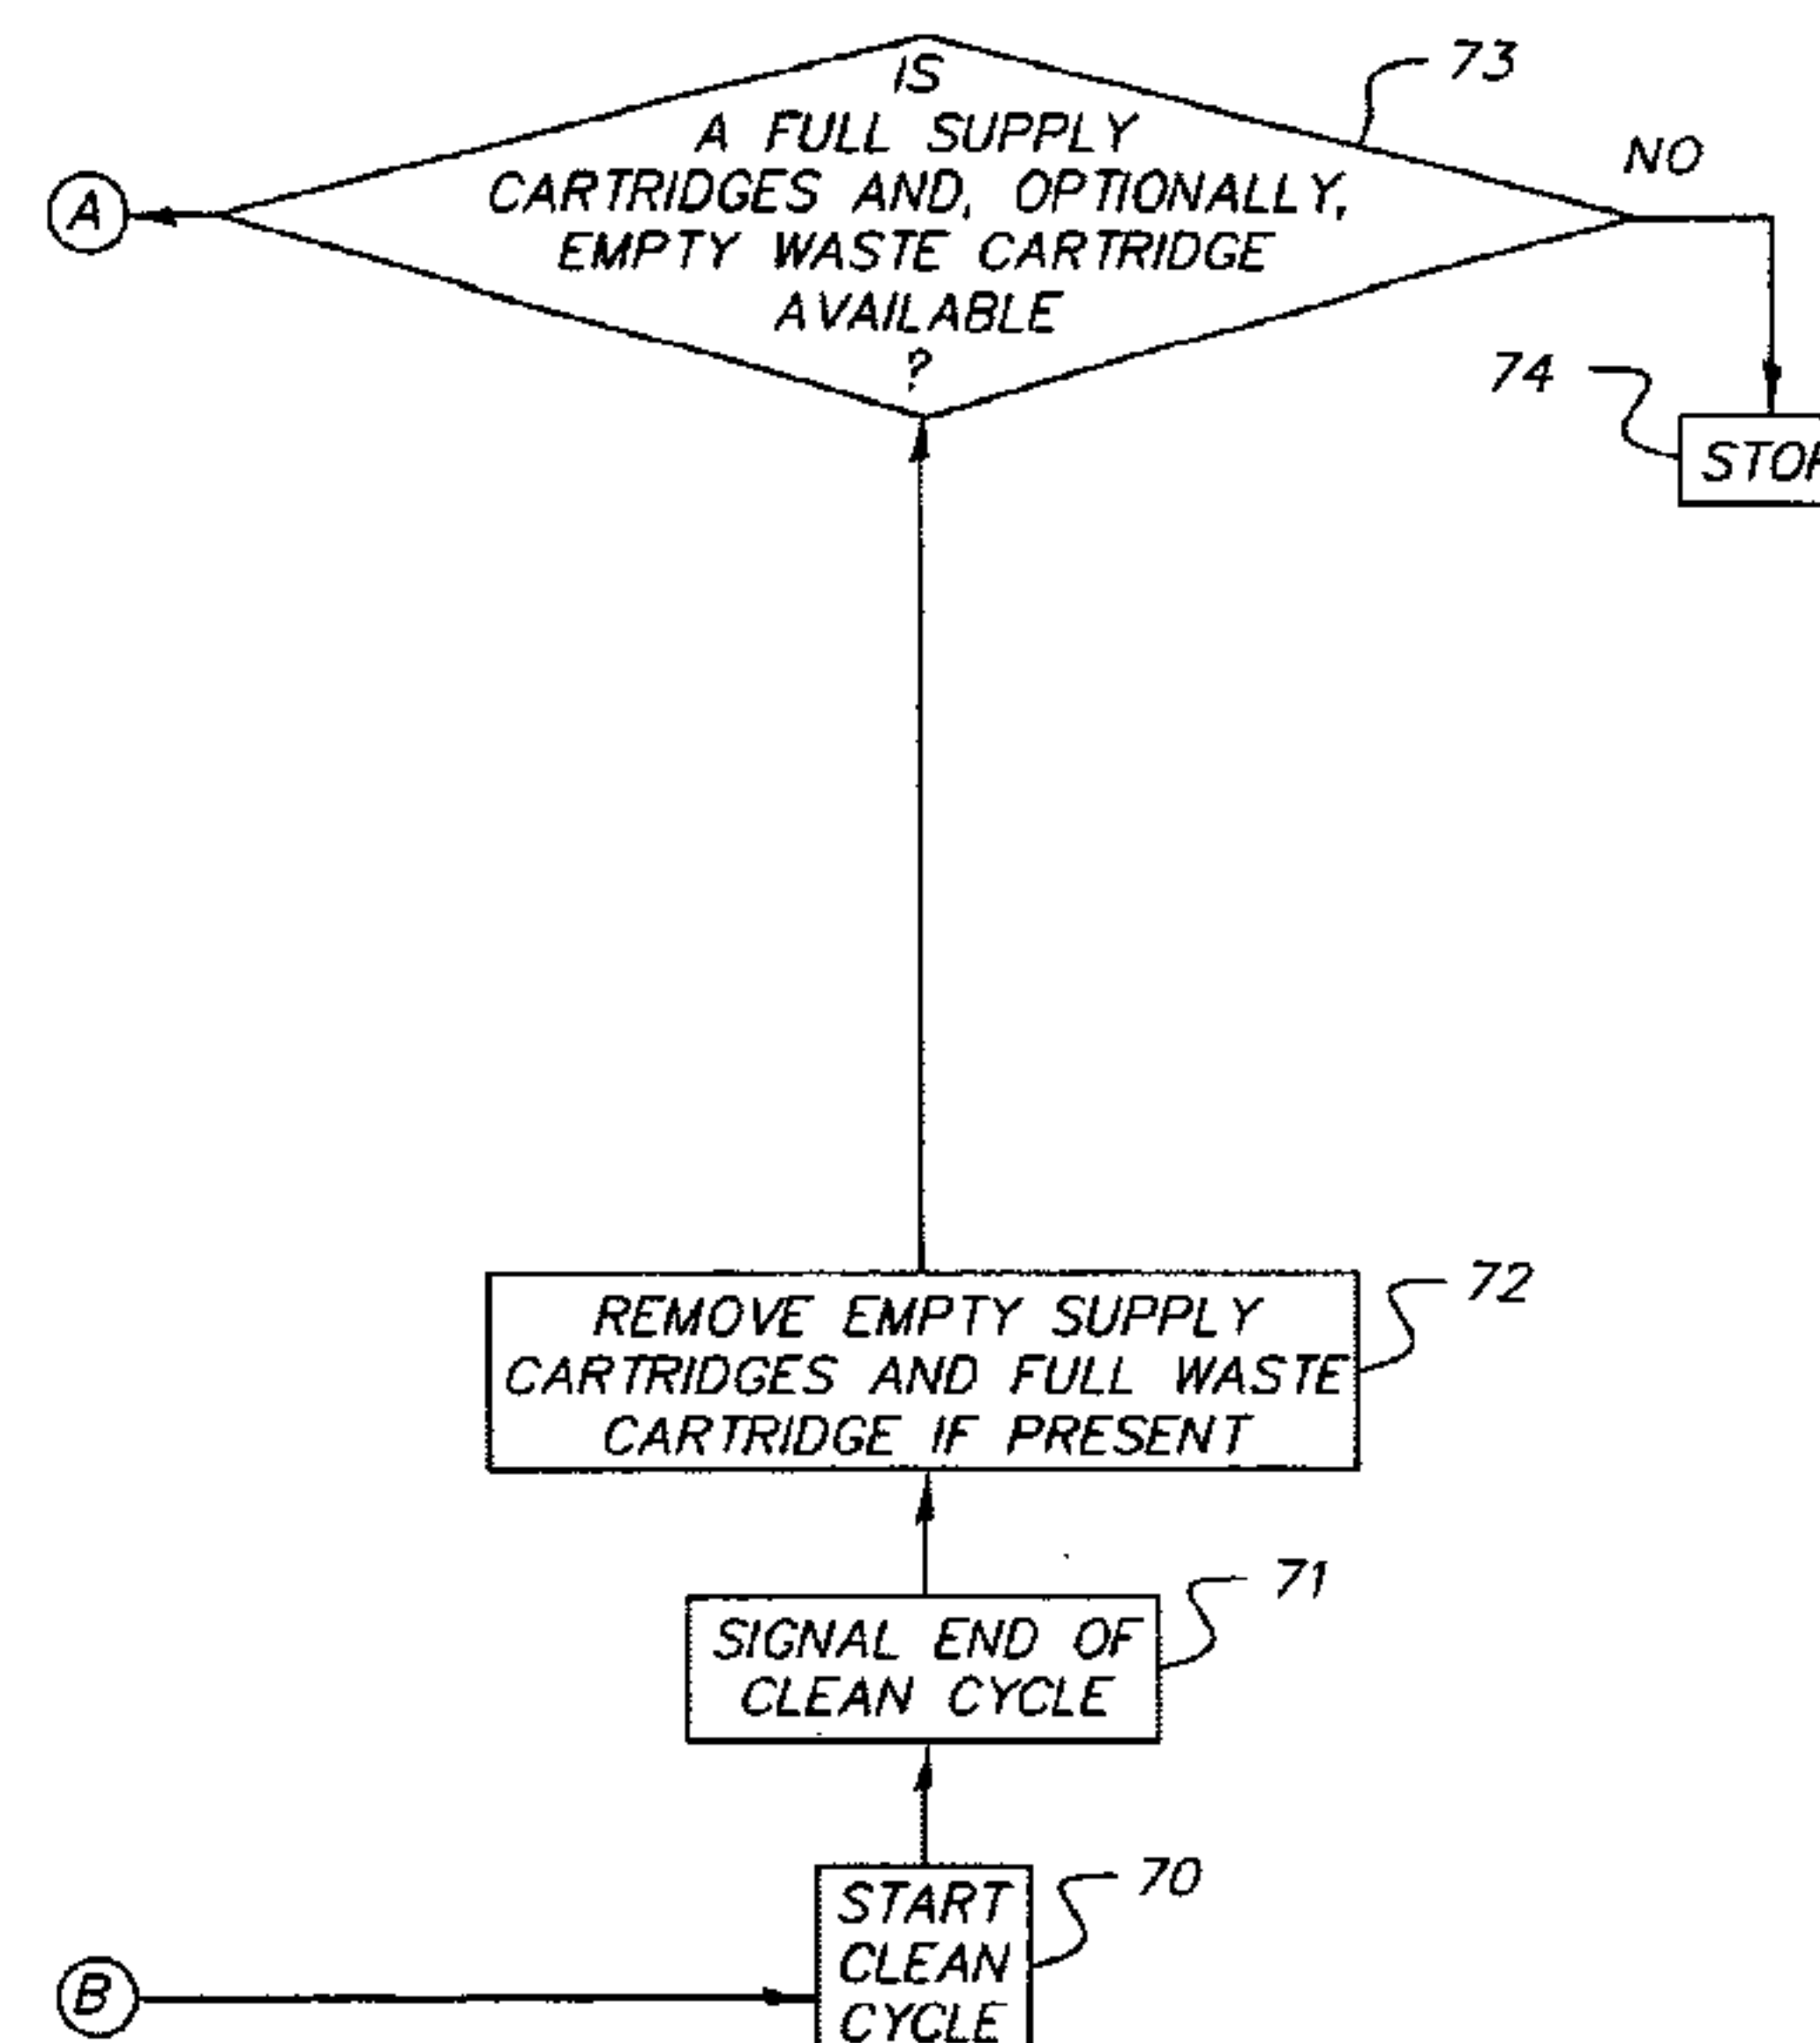 IS
A FULL SUPPLY
CARTRIDGES AND, OPTIONALLY,
EMPTY WASTE CARTRIDGE
AVAILABLE
?
73
NO
A
74
REMOVE EMPTY SUPPLY
CARTRIDGES AND FULL WASTE
CARTRIDGE IF PRESENT
72
SIGNAL END OF
CLEAN CYCLE
71
START
CLEAN
CYCLE
70
B